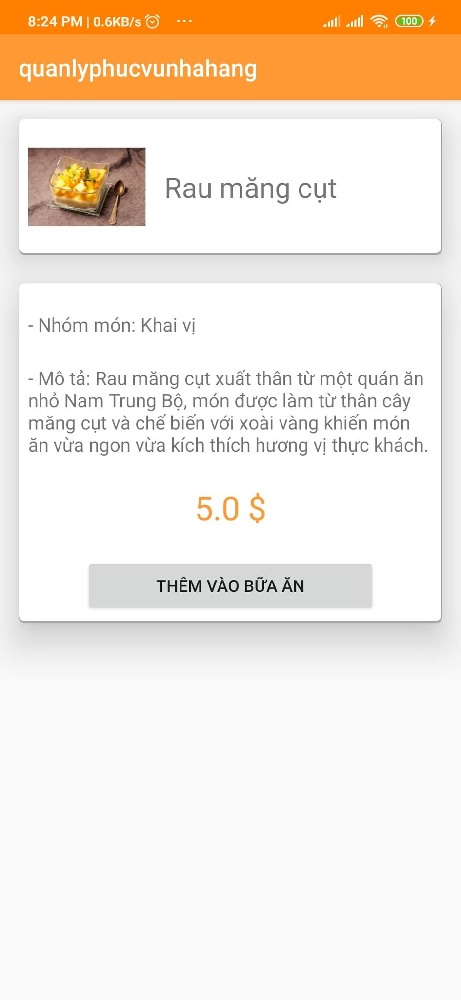 8:24 PM | 0.6KB/s ...
100
quanlyphucvunhahang
Rau măng cụt
- Nhóm món: Khai vị
- Mô tả: Rau măng cụt xuất thân từ một quán ăn
nhỏ Nam Trung Bộ, món được làm từ thân cây
măng cụt và chế biến với xoài vàng khiến món
ăn vừa ngon vừa kích thích hương vị thực khách.
5.0 $
THÊM VÀO BỮA ĂN